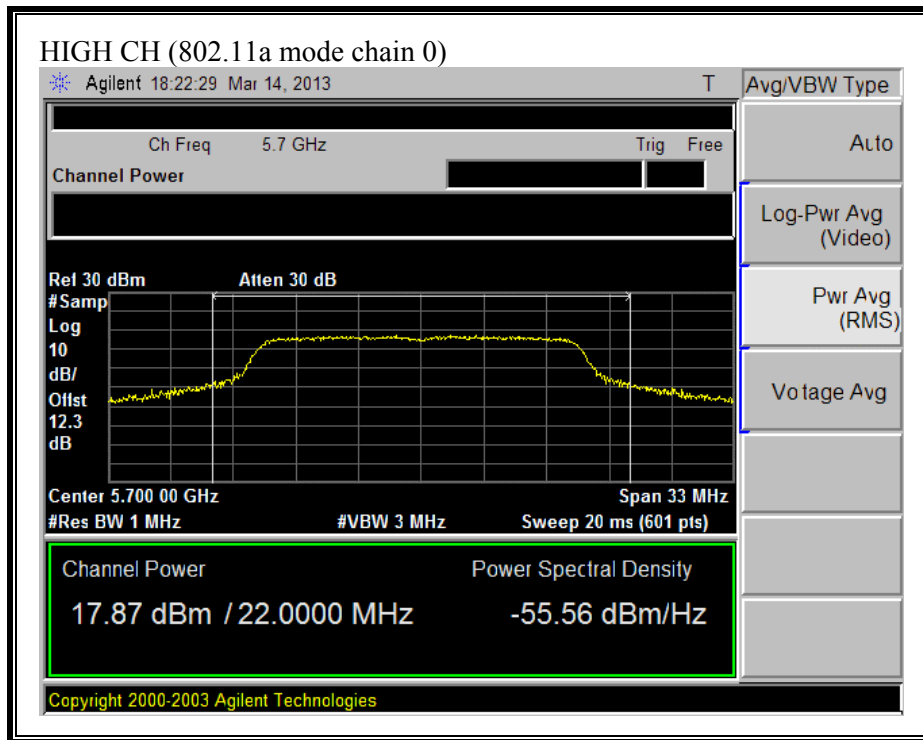 HIGH CH (802.11a mode chain 0)
Agilent 18:22:29 Mar 14, 2013 T
Avg/VBW Type
Ch Freq 5.7 GHz Trig Free
Channel Power
Auto
Log-Pwr Avg
(Video)
Pwr Avg
(RMS)
Voltage Avg
Ref 30 dBm Atten 30 dB
#Samp
Log
10
dB/
Offst
12.3
dB
Center 5.700 00 GHz Span 33 MHz
#Res BW 1 MHz #VBW 3 MHz Sweep 20 ms (601 pts)
Channel Power Power Spectral Density
17.87 dBm / 22.0000 MHz -55.56 dBm/Hz
Copyright 2000-2003 Agilent Technologies